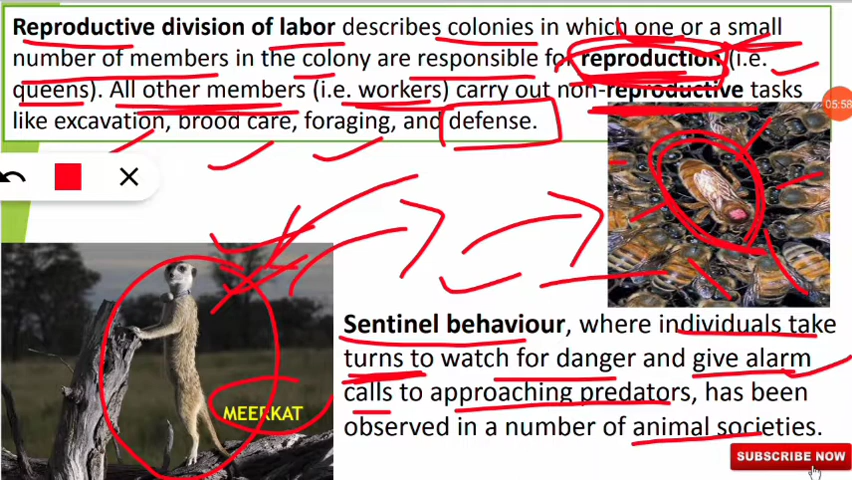 Reproductive division of labor describes colonies in which one or a small
number of members in the colony are responsible for reproduction (i.e.
queens). All other members (i.e. workers) carry out non-reproductive tasks
like excavation, brood care, foraging, and defense.
05:58
Sentinel behaviour, where individuals take
turns to watch for danger and give alarm
calls to approaching predators, has been
observed in a number of animal societies.
MEERKAT
SUBSCRIBE NOW